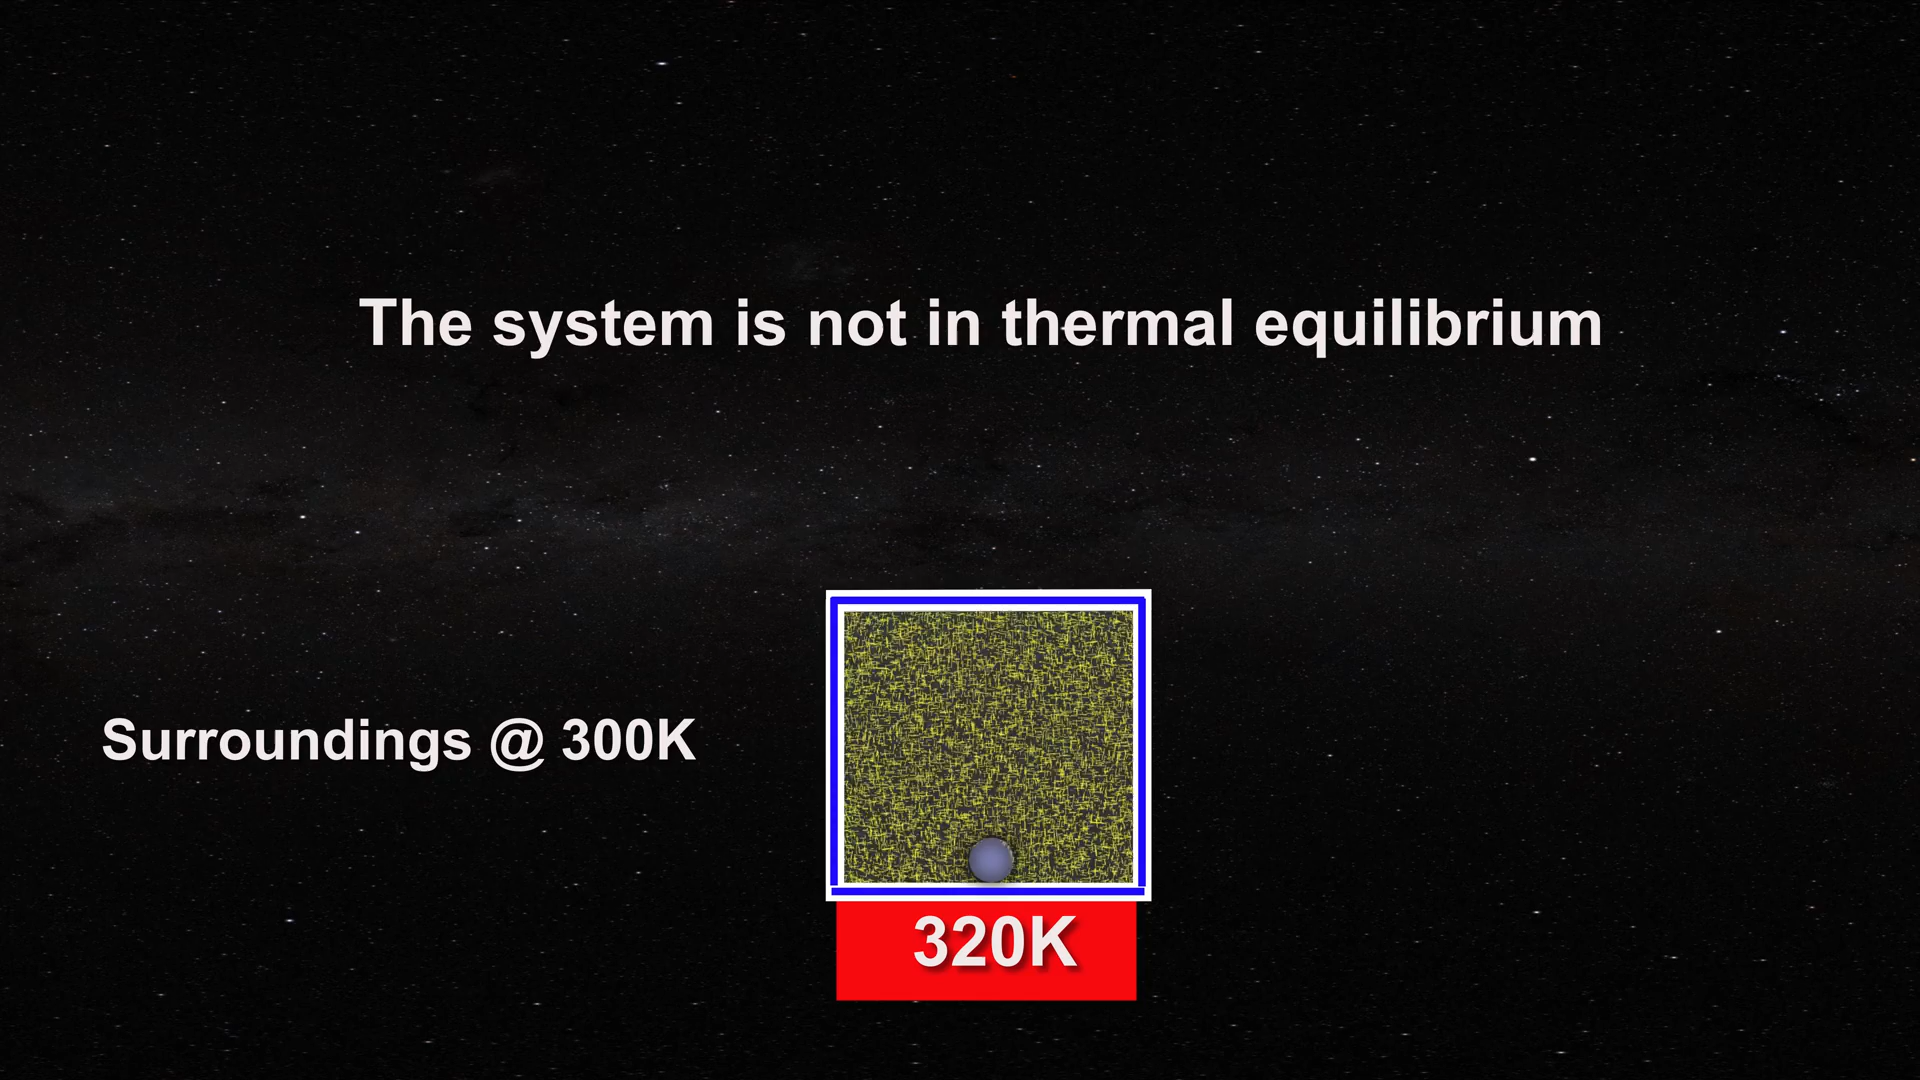 The system is not in thermal equilibrium
Surroundings @ 300K
320K